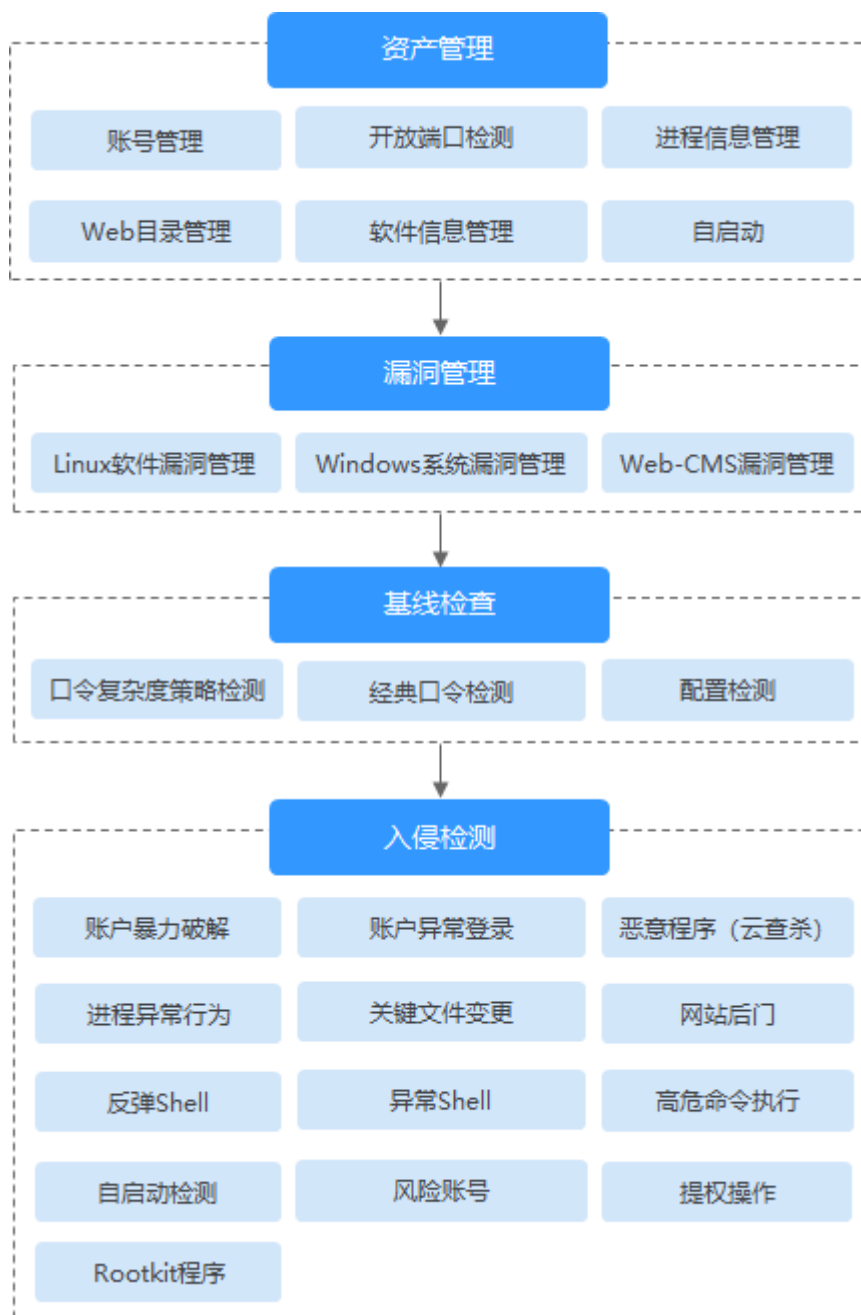 资产管理
账号管理
开放端口检测
进程信息管理
Web目录管理
软件信息管理
自启动
漏洞管理
Linux软件漏洞管理
Windows系统漏洞管理
Web-CMS漏洞管理
基线检查
口令复杂度策略检测
经典口令检测
配置检测
入侵检测
账户暴力破解
账户异常登录
恶意程序（云查杀）
进程异常行为
关键文件变更
网站后门
反弹Shell
异常Shell
高危命令执行
自启动检测
风险账号
提权操作
Rootkit程序